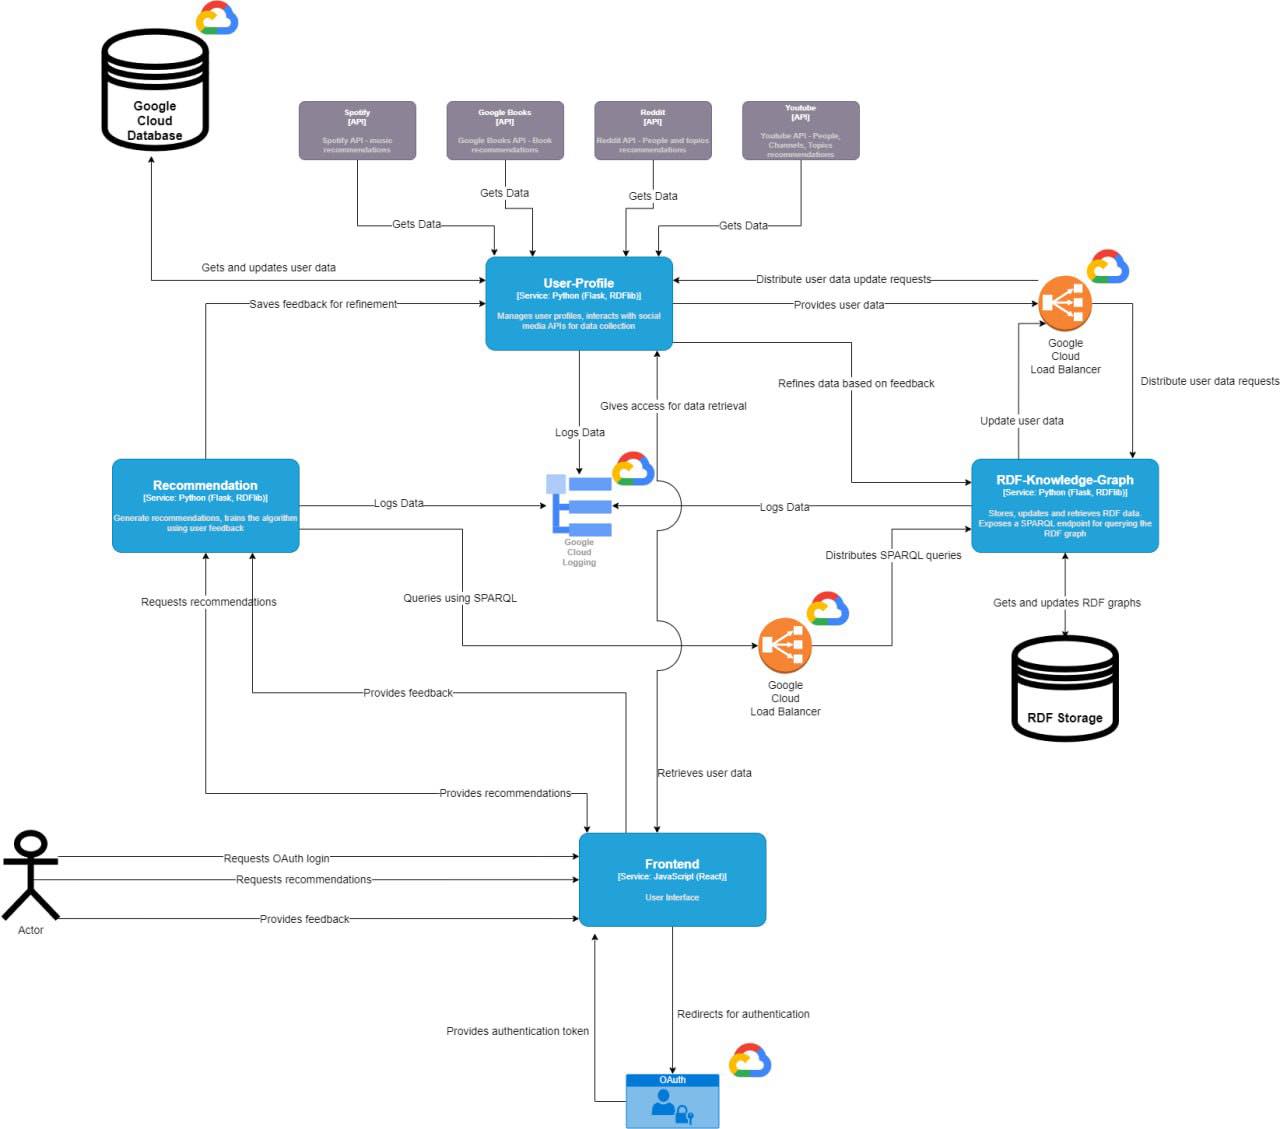 Google
Cloud
Database
Spotify
[API]
Spotify API - music
recommendations
Google Books
[API]
Google Books API - Book
recommendations
Reddit
[API]
Reddit API - People and topics
recommendations
Youtube
[API]
Youtube API - People,
Channels, Topics
recommendations
Gets Data
Gets Data
Gets Data
Gets Data
Gets and updates user data
Saves feedback for refinement
User-Profile
[Service: Python (Flask, RDFlib)]
Manages user profiles, interacts with social
media APIs for data collection
Distribute user data update requests
Provides user data
Google
Cloud
Load Balancer
Distribute user data requests
Refines data based on feedback
Gives access for data retrieval
Update user data
Logs Data
Recommendation
[Service: Python (Flask, RDFlib)]
Generate recommendations, trains the algorithm
using user feedback
Logs Data
Google
Cloud
Logging
Logs Data
RDF-Knowledge-Graph
[Service: Python (Flask, RDFlib)]
Stores, updates and retrieves RDF data.
Exposes a SPARQL endpoint for querying the
RDF graph
Distributes SPARQL queries
Queries using SPARQL
Requests recommendations
Gets and updates RDF graphs
Google
Cloud
Load Balancer
RDF Storage
Provides feedback
Retrieves user data
Provides recommendations
Actor
Requests OAuth login
Requests recommendations
Provides feedback
Frontend
[Service: JavaScript (React)]
User Interface
Redirects for authentication
Provides authentication token
OAuth